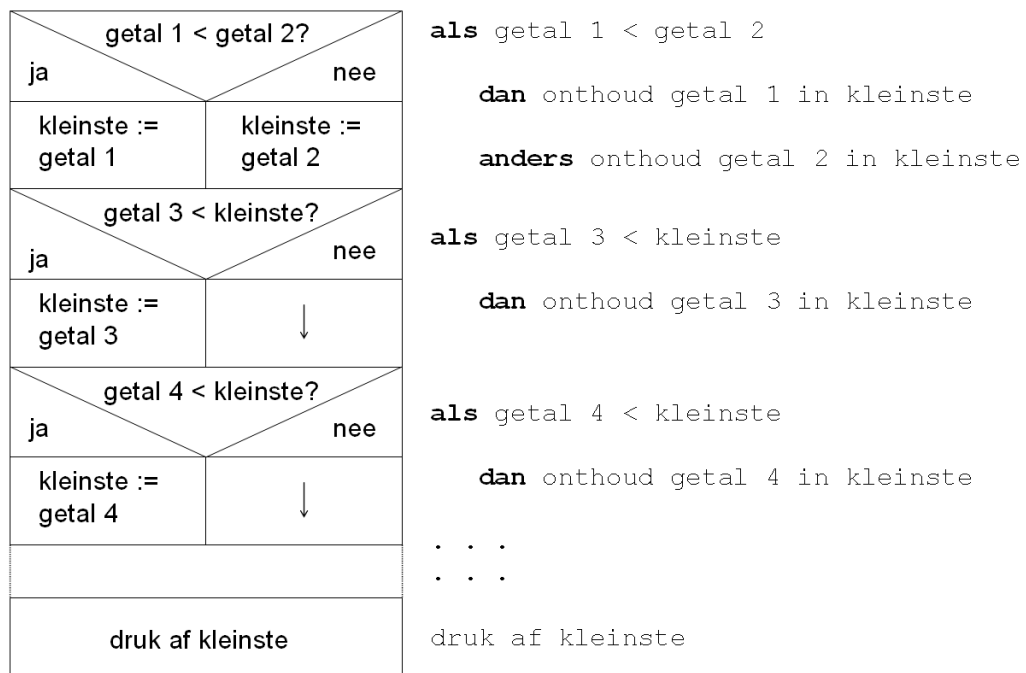 getal 1 < getal 2?
ja
nee
kleinste :=
getal 1
kleinste :=
getal 2
getal 3 < kleinste?
ja
nee
kleinste :=
getal 3
getal 4 < kleinste?
ja
nee
kleinste :=
getal 4
druk af kleinste
als getal 1 < getal 2
dan onthoud getal 1 in kleinste
anders onthoud getal 2 in kleinste
als getal 3 < kleinste
dan onthoud getal 3 in kleinste
als getal 4 < kleinste
dan onthoud getal 4 in kleinste
. . .
. . .
druk af kleinste